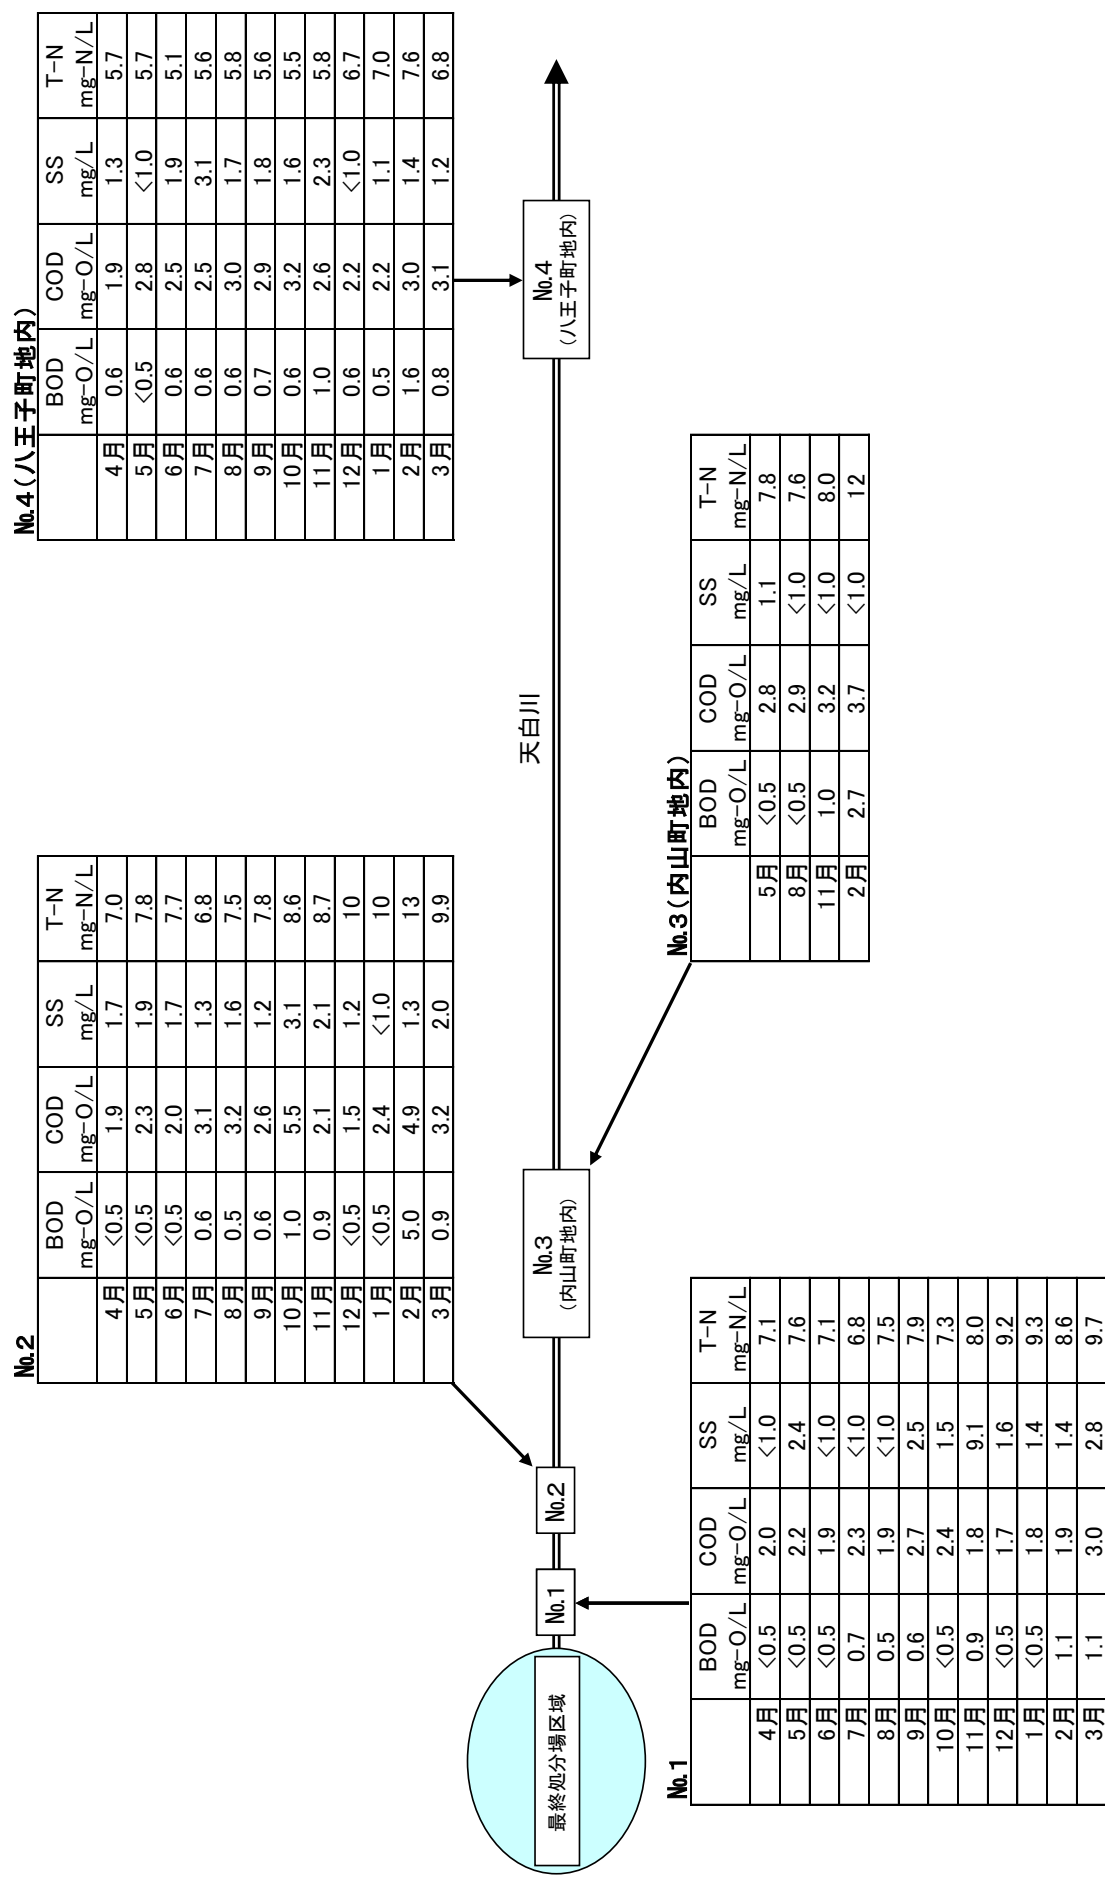 №2
BOD COD SS T-N
mg-O/L mg-O/L mg/L mg-N/L
4月 <0.5 1.9 1.7 7.0
5月 <0.5 2.3 1.9 7.8
6月 <0.5 2.0 1.7 7.7
7月 0.6 3.1 1.3 6.8
8月 0.5 3.2 1.6 7.5
9月 0.6 2.6 1.2 7.8
10月 1.0 5.5 3.1 8.6
11月 0.9 2.1 2.1 8.7
12月 <0.5 1.5 1.2 10
1月 <0.5 2.4 <1.0 10
2月 5.0 4.9 1.3 13
3月 0.9 3.2 2.0 9.9
№4(八王子町地内)
BOD COD SS T-N
mg-O/L mg-O/L mg/L mg-N/L
4月 0.6 1.9 1.3 5.7
5月 <0.5 2.8 <1.0 5.7
6月 0.6 2.5 1.9 5.1
7月 0.6 2.5 3.1 5.6
8月 0.6 3.0 1.7 5.8
9月 0.7 2.9 1.8 5.6
10月 0.6 3.2 1.6 5.5
11月 1.0 2.6 2.3 5.8
12月 0.6 2.2 <1.0 6.7
1月 0.5 2.2 1.1 7.0
2月 1.6 3.0 1.4 7.6
3月 0.8 3.1 1.2 6.8
最終処分場区域
№1
№2
№3
(内山町地内)
天白川
№4
(八王子町地内)
№1
BOD COD SS T-N
mg-O/L mg-O/L mg/L mg-N/L
4月 <0.5 2.0 <1.0 7.1
5月 <0.5 2.2 2.4 7.6
6月 <0.5 1.9 <1.0 7.1
7月 0.7 2.3 <1.0 6.8
8月 0.5 1.9 <1.0 7.5
9月 0.6 2.7 2.5 7.9
10月 <0.5 2.4 1.5 7.3
11月 0.9 1.8 9.1 8.0
12月 <0.5 1.7 1.6 9.2
1月 <0.5 1.8 1.4 9.3
2月 1.1 1.9 1.4 8.6
3月 1.1 3.0 2.8 9.7
№3(内山町地内)
BOD COD SS T-N
mg-O/L mg-O/L mg/L mg-N/L
5月 <0.5 2.8 1.1 7.8
8月 <0.5 2.9 <1.0 7.6
11月 1.0 3.2 <1.0 8.0
2月 2.7 3.7 <1.0 12